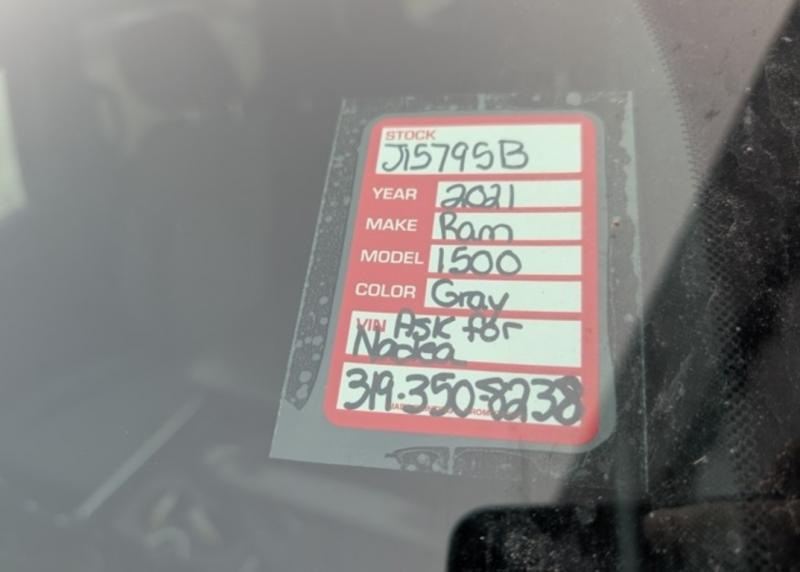 STOCK
J15795B
YEAR 2021
MAKE Ram
MODEL 1500
COLOR Gray
VIN Ask for
Nadea
319-350-8238